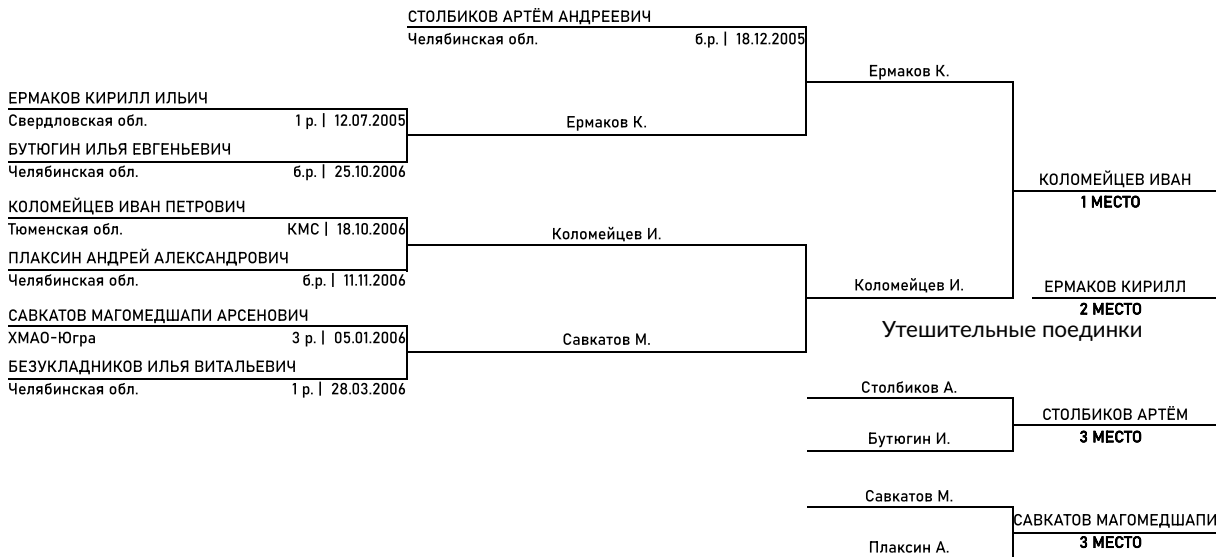 СТОЛБИКОВ АРТЁМ АНДРЕЕВИЧ
Челябинская обл. б.р. | 18.12.2005
Ермаков К.
ЕРМАКОВ КИРИЛЛ ИЛЬИЧ
Свердловская обл. 1 р. | 12.07.2005
Ермаков К.
БУТЮГИН ИЛЬЯ ЕВГЕНЬЕВИЧ
Челябинская обл. б.р. | 25.10.2006
КОЛОМЕЙЦЕВ ИВАН
1 МЕСТО
КОЛОМЕЙЦЕВ ИВАН ПЕТРОВИЧ
Тюменская обл. КМС | 18.10.2006
Коломейцев И.
ПЛАКСИН АНДРЕЙ АЛЕКСАНДРОВИЧ
Челябинская обл. б.р. | 11.11.2006
Коломейцев И.
ЕРМАКОВ КИРИЛЛ
2 МЕСТО
САВКАТОВ МАГОМЕДШАПИ АРСЕНОВИЧ
ХМАО-Югра 3 р. | 05.01.2006
Савкатов М.
БЕЗУКЛАДНИКОВ ИЛЬЯ ВИТАЛЬЕВИЧ
Челябинская обл. 1 р. | 28.03.2006
Утешительные поединки
Столбиков А.
СТОЛБИКОВ АРТЁМ
3 МЕСТО
Бутюгин И.
Савкатов М.
САВКАТОВ МАГОМЕДШАПИ
3 МЕСТО
Плаксин А.